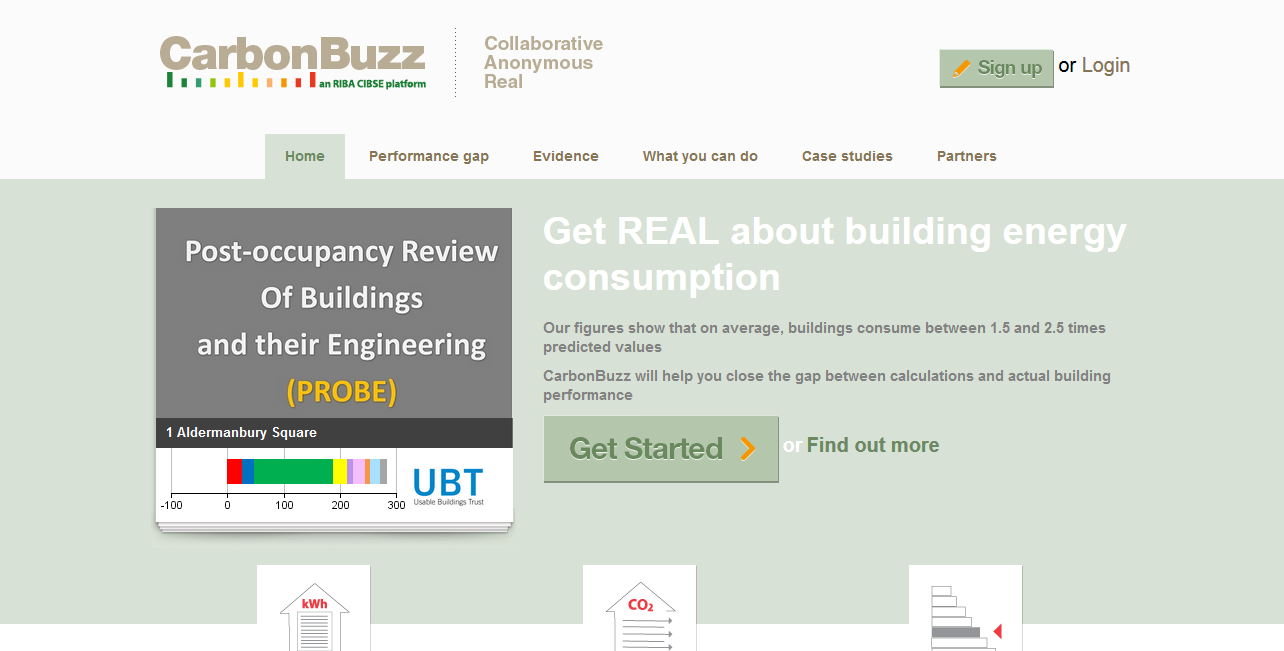 CarbonBuzz
an RIBA CIBSE platform
Collaborative
Anonymous
Real
Sign up or Login
Home Performance gap Evidence What you can do Case studies Partners
Post-occupancy Review
Of Buildings
and their Engineering
(PROBE)
1 Aldermanbury Square
UBT
Usable Buildings Trust
-100 0 100 200 300
Get REAL about building energy
consumption
Our figures show that on average, buildings consume between 1.5 and 2.5 times
predicted values
CarbonBuzz will help you close the gap between calculations and actual building
performance
Get Started or Find out more
kWh
CO₂